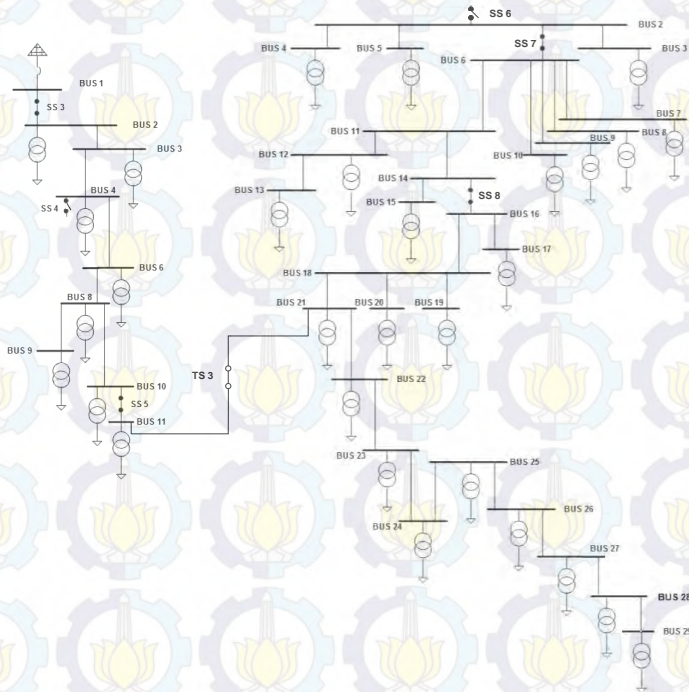 SS 6
BUS 2
BUS 4
BUS 5
SS 7
BUS 3
BUS 6
BUS 1
SS 3
BUS 2
BUS 3
BUS 7
BUS 11
BUS 8
BUS 9
BUS 12
BUS 10
BUS 14
BUS 13
BUS 4
SS 4
SS 8
BUS 15
BUS 16
BUS 17
BUS 6
BUS 18
BUS 8
BUS 21
BUS 20
BUS 19
BUS 9
TS 3
BUS 22
BUS 10
SS 5
BUS 11
BUS 23
BUS 25
BUS 24
BUS 26
BUS 27
BUS 28
BUS 29